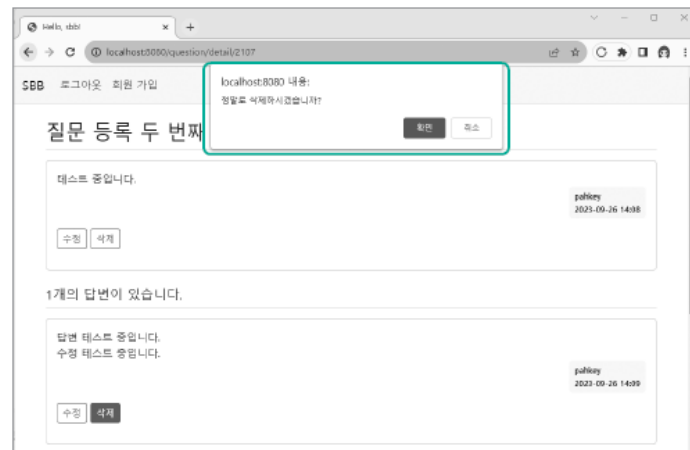 Hello, sbb!
localhost:8080/question/detail/2107
SBB 로그아웃 회원 가입
localhost:8080 내용:
정말로 삭제하시겠습니까?
확인 취소
질문 등록 두 번째
테스트 중입니다.
pahkey
2023-09-26 14:08
수정 삭제
1개의 답변이 있습니다.
답변 테스트 중입니다.
수정 테스트 중입니다.
pahkey
2023-09-26 14:09
수정 삭제